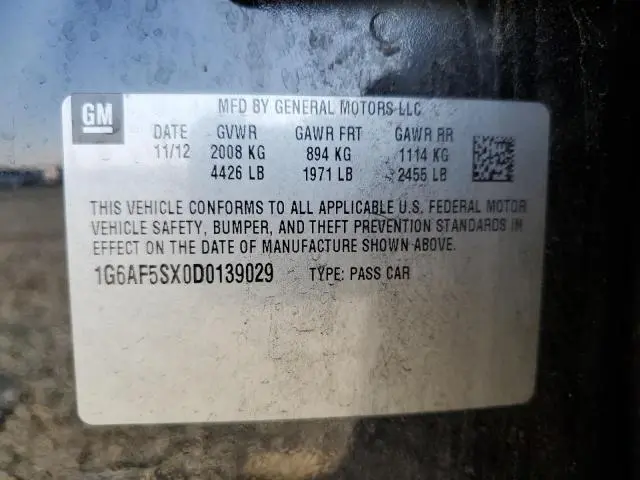 GM
MFD BY GENERAL MOTORS LLC
DATE GVWR GAWR FRT GAWR RR
11/12 2008 KG 894 KG 1114 KG
4426 LB 1971 LB 2455 LB
THIS VEHICLE CONFORMS TO ALL APPLICABLE U.S. FEDERAL MOTOR
VEHICLE SAFETY, BUMPER, AND THEFT PREVENTION STANDARDS IN
EFFECT ON THE DATE OF MANUFACTURE SHOWN ABOVE.
1G6AF5SX0D0139029 TYPE: PASS CAR